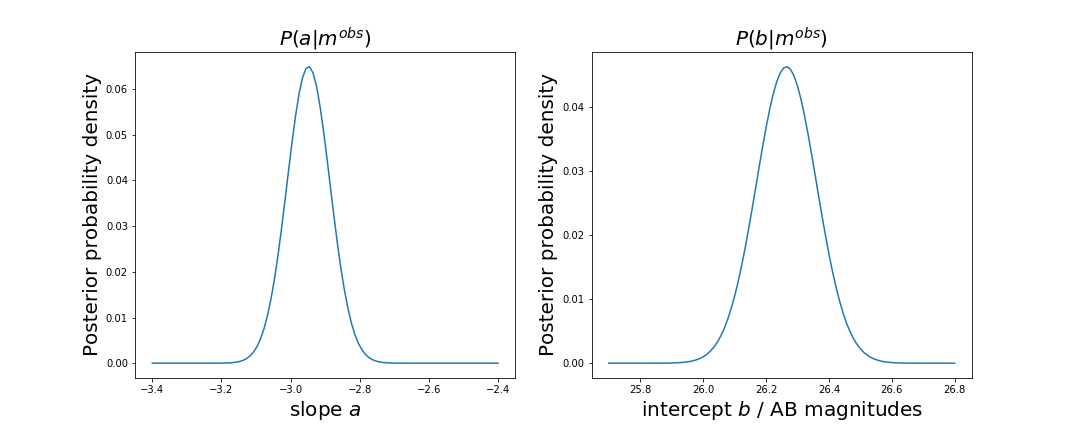 P(a|m^obs)
Posterior probability density
0.06
0.05
0.04
0.03
0.02
0.01
0.00
−3.4 −3.2 −3.0 −2.8 −2.6 −2.4
slope a
P(b|m^obs)
Posterior probability density
0.04
0.03
0.02
0.01
0.00
25.8 26.0 26.2 26.4 26.6 26.8
intercept b / AB magnitudes